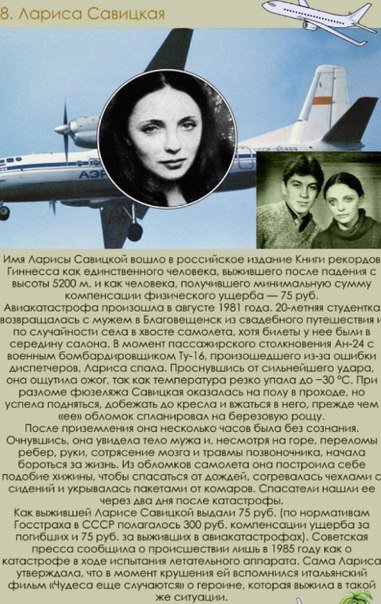 8. Лариса Савицкая
АЭР
Имя Ларисы Савицкой вошло в российское издание Книги рекордов
Гиннесса как единственного человека, выжившего после падения с
высоты 5200 м, и как человека, получившего минимальную сумму
компенсации физического ущерба — 75 руб.
Авиакатастрофа произошла в августе 1981 года. 20-летняя студентка
возвращалась с мужем в Благовещенск из свадебного путешествия и
по случайности села в хвосте самолета, хотя билеты у нее были в
середину салона. В момент пассажирского столкновения Ан-24 с
военным бомбардировщиком Ту-16, произошедшего из-за ошибки
диспетчеров, Лариса спала. Проснувшись от сильнейшего удара,
она ощутила ожог, так как температура резко упала до −30 °С. При
разломе фюзеляжа Савицкая оказалась на полу в проходе, но
успела подняться, добежать до кресла и вжаться в него, прежде чем
«ее» обломок спланировал на березовую рощу.
После приземления она несколько часов была без сознания.
Очнувшись, она увидела тело мужа и, несмотря на горе, переломы
ребер, руки, сотрясение мозга и травмы позвоночника, начала
бороться за жизнь. Из обломков самолета она построила себе
подобие хижины, чтобы спастись от дождя, согревалась чехлами с
сидений и укрывалась пакетами от комаров. Спасатели нашли ее
через два дня после катастрофы.
Как выжившей Ларисе Савицкой выдали 75 руб. (по нормативам
Госстраха в СССР полагалось 300 руб. компенсации ущерба за
погибших и 75 руб. за выживших в авиакатастрофах). Советская
пресса сообщила о происшествии лишь в 1985 году как о
катастрофе в ходе испытания летательного аппарата. Сама Лариса
утверждала, что в момент крушения ей вспомнился итальянский
фильм «Чудеса еще случаются» о героине, которая выжила в такой
же ситуации.